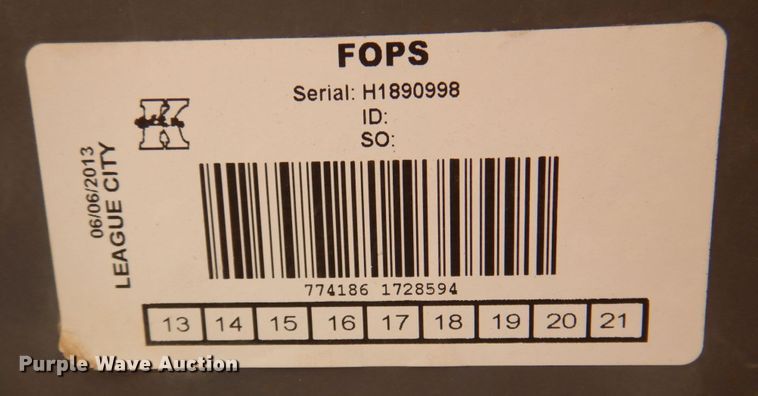 FOPS
Serial: H1890998
ID:
SO:
K
06/06/2013
LEAGUE CITY
774186 1728594
13 14 15 16 17 18 19 20 21
Purple Wave Auction